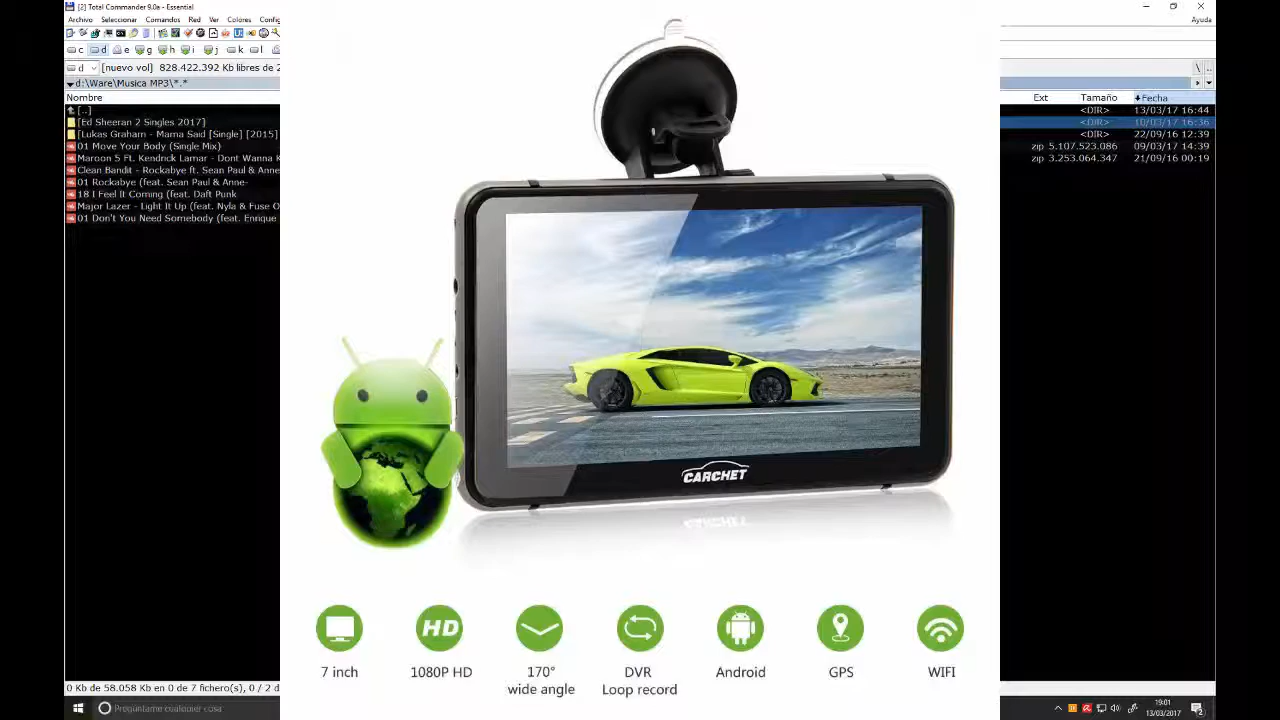 [2] Total Commander 9.0a - Essential
Archivo Seleccionar Comandos Red Ver Colores Config
Ayuda
c d e g h i j k l
d [nuevo vol] 828.422.392 Kb libres de 2
\ ..
d:\Ware\Musica MP3\*.*
Nombre
Ext Tamaño Fecha
[..]
<DIR> 13/03/17 16:44
[Ed Sheeran 2 Singles 2017]
<DIR> 10/03/17 16:36
[Lukas Graham - Mama Said [Single] [2015]
<DIR> 22/09/16 12:39
01 Move Your Body (Single Mix)
zip 5.107.523.086 09/03/17 14:39
Maroon 5 Ft. Kendrick Lamar - Dont Wanna K
zip 3.253.064.347 21/09/16 00:19
Clean Bandit - Rockabye ft. Sean Paul & Anne
01 Rockabye (feat. Sean Paul & Anne-
18 I Feel It Coming (feat. Daft Punk
Major Lazer - Light It Up (feat. Nyla & Fuse O
01 Don't You Need Somebody (feat. Enrique
CARCHET
HD
7 inch
1080P HD
170°
wide angle
DVR
Loop record
Android
GPS
WIFI
0 Kb de 58.058 Kb en 0 de 7 fichero(s), 0 / 2 d
Pregúntame cualquier cosa
19:01
13/03/2017
2